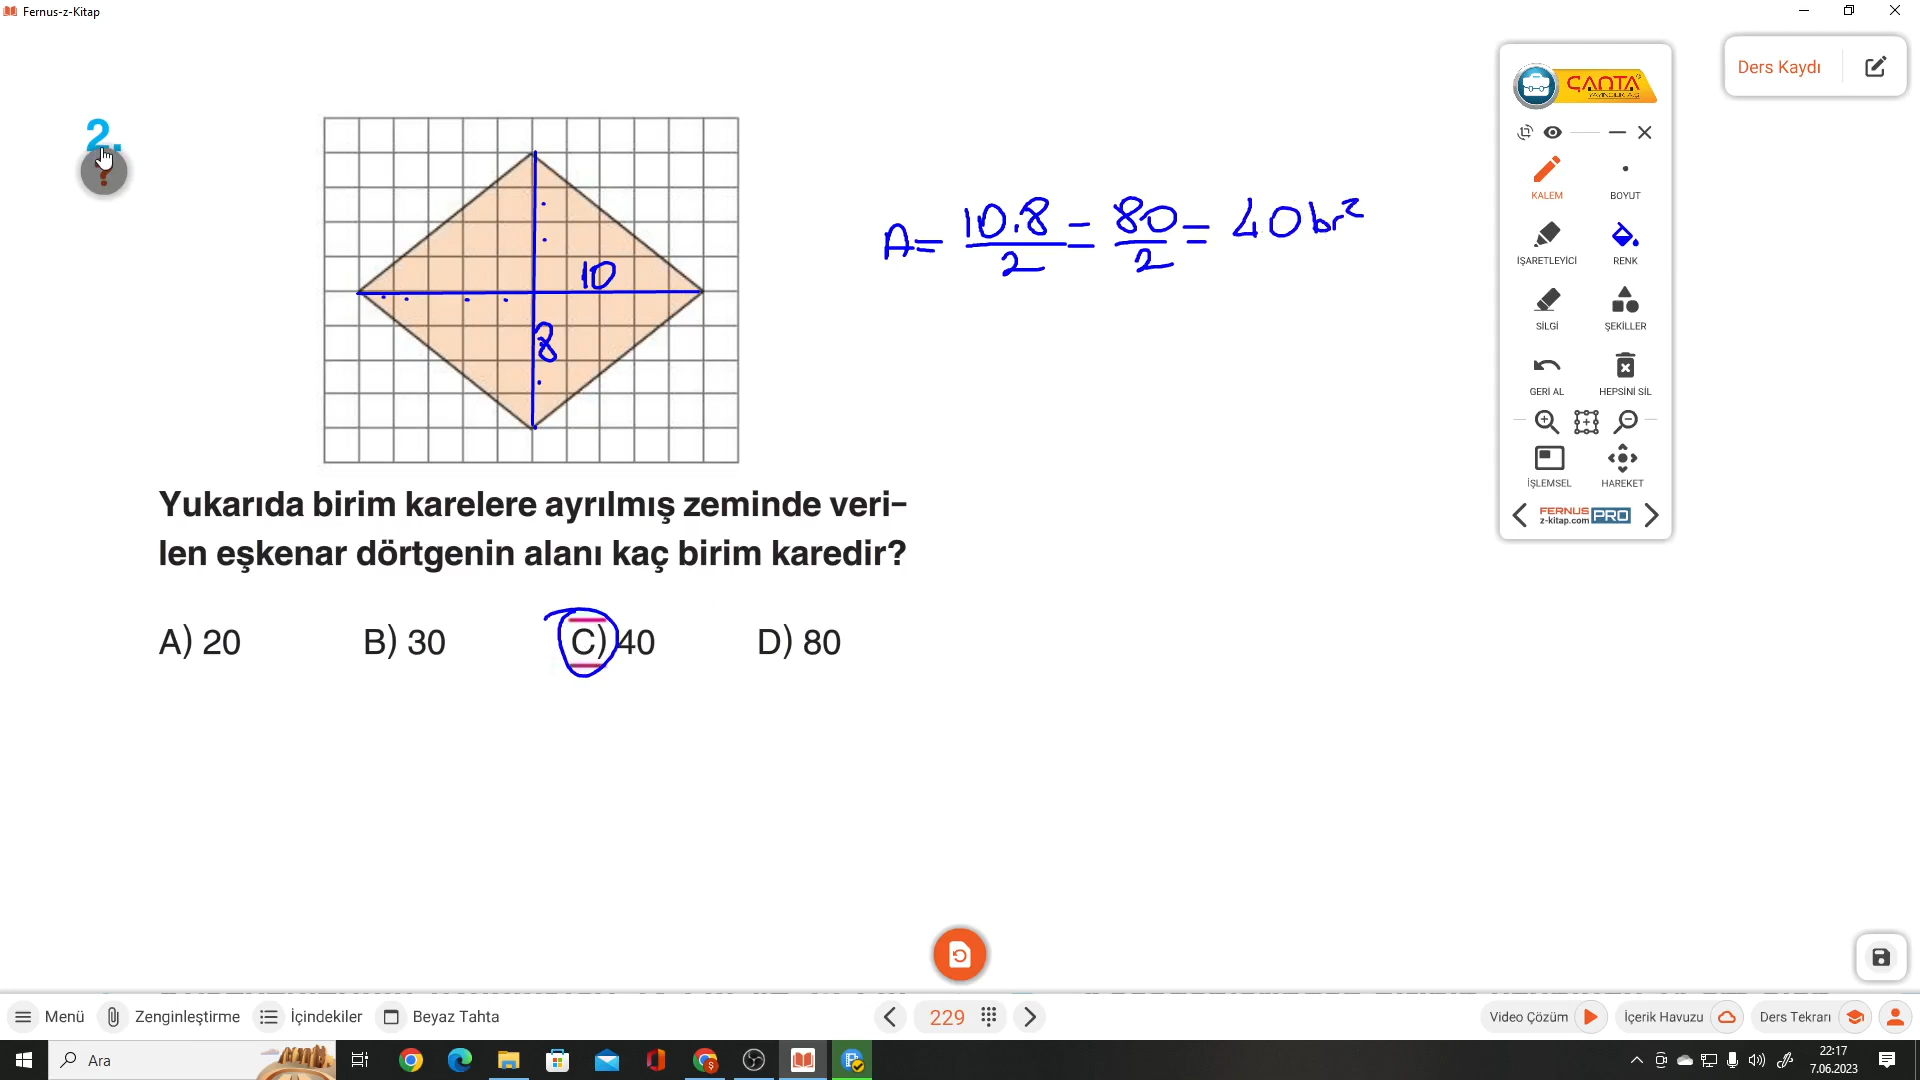 Fernus-z-Kitap
Ders Kaydı
ÇANTA
YAYINCILIK A.Ş.
2.
?
A = 10.8 / 2 = 80 / 2 = 40 br²
10
8
KALEM
BOYUT
İŞARETLEYİCİ
RENK
SİLGİ
ŞEKİLLER
GERİ AL
HEPSİNİ SİL
İŞLEMSEL
HAREKET
FERNUS
z-kitap.com PRO
Yukarıda birim karelere ayrılmış zeminde veri-
len eşkenar dörtgenin alanı kaç birim karedir?
A) 20 B) 30 C) 40 D) 80
Menü Zenginleştirme İçindekiler Beyaz Tahta 229 Video Çözüm İçerik Havuzu Ders Tekrarı
Ara
22:17
7.06.2023